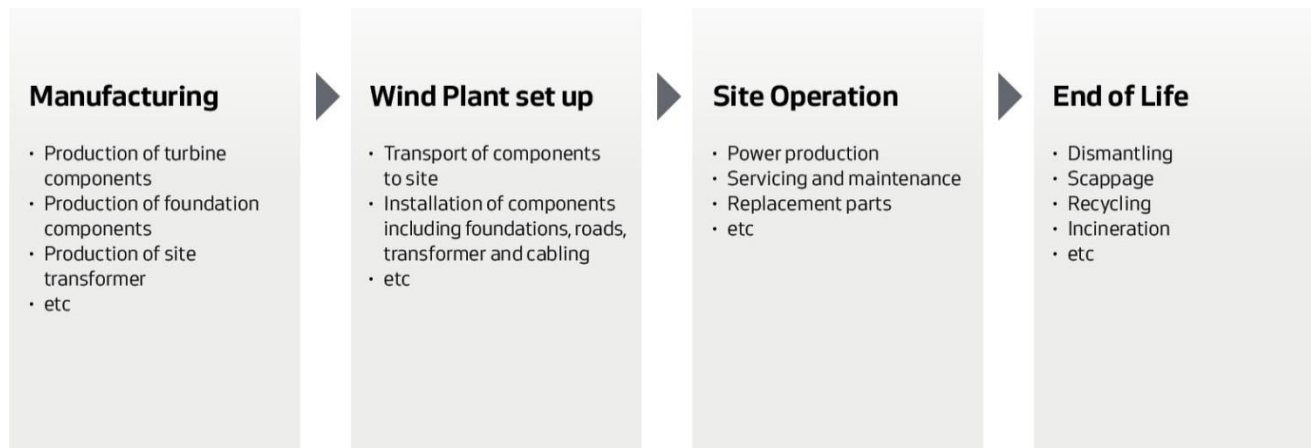 Manufacturing
• Production of turbine
components
• Production of foundation
components
• Production of site
transformer
• etc
Wind Plant set up
• Transport of components
to site
• Installation of components
including foundations, roads,
transformer and cabling
• etc
Site Operation
• Power production
• Servicing and maintenance
• Replacement parts
• etc
End of Life
• Dismantling
• Scappage
• Recycling
• Incineration
• etc